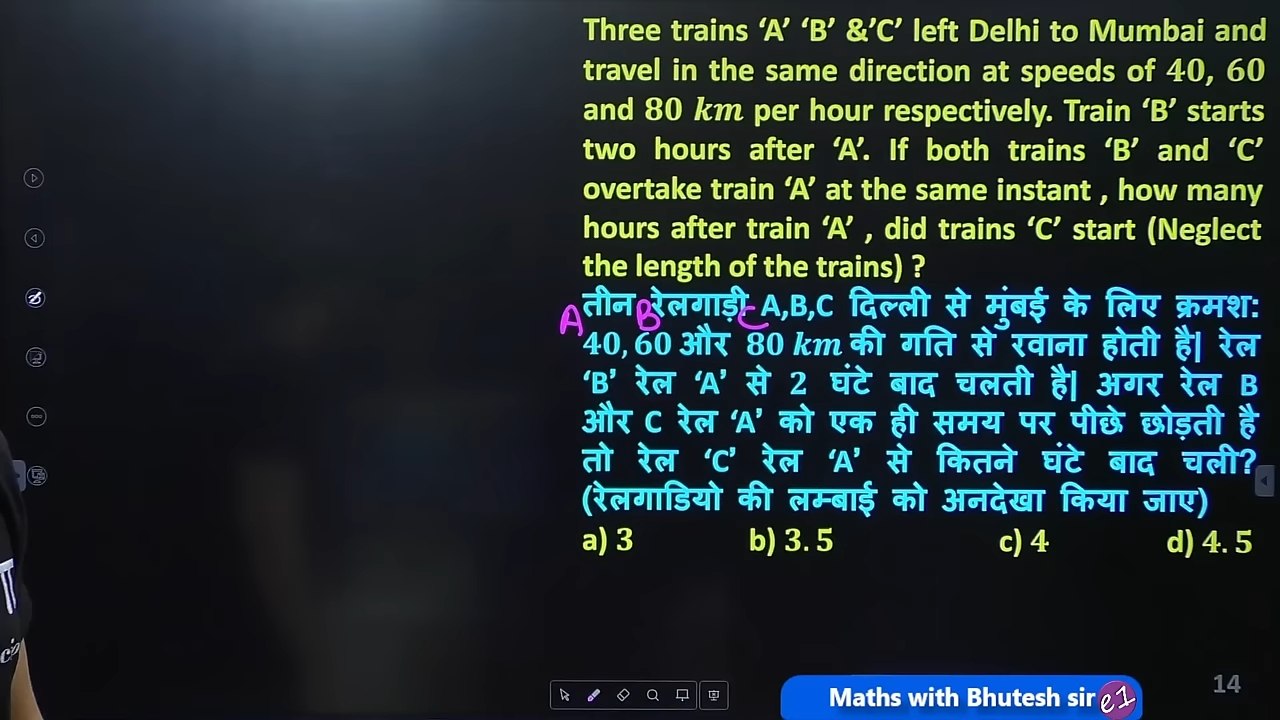 Three trains ‘A’ ‘B’ &’C’ left Delhi to Mumbai and
travel in the same direction at speeds of 40, 60
and 80 km per hour respectively. Train ‘B’ starts
two hours after ‘A’. If both trains ‘B’ and ‘C’
overtake train ‘A’ at the same instant , how many
hours after train ‘A’ , did trains ‘C’ start (Neglect
the length of the trains) ?
तीन रेलगाड़ी A,B,C दिल्ली से मुंबई के लिए क्रमश:
A B C
40, 60 और 80 km की गति से रवाना होती है| रेल
‘B’ रेल ‘A’ से 2 घंटे बाद चलती है| अगर रेल B
और C रेल ‘A’ को एक ही समय पर पीछे छोड़ती है
तो रेल ‘C’ रेल ‘A’ से कितने घंटे बाद चली?
(रेलगाडियो की लम्बाई को अनदेखा किया जाए)
a) 3 b) 3.5 c) 4 d) 4.5
Maths with Bhutesh sir e1
14